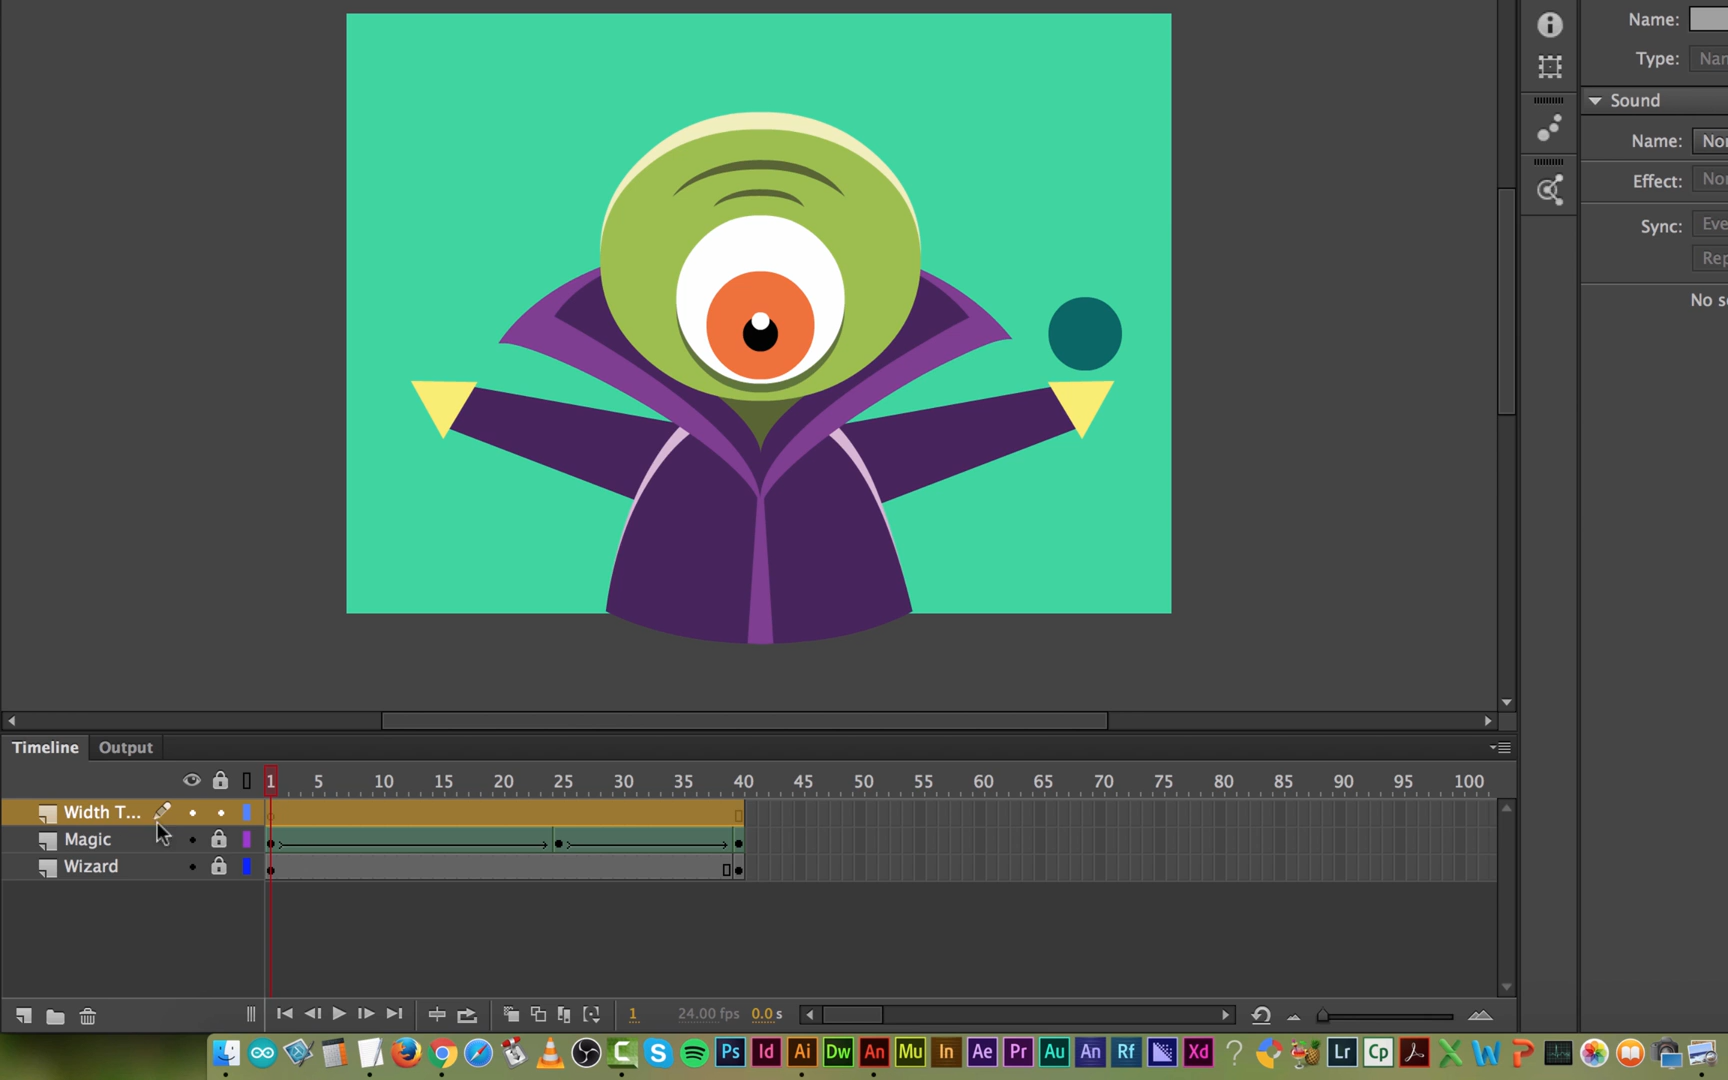 Name:
Type: Nan
Sound
Name: Nor
Effect: Nor
Sync: Eve
Rep
No so
Timeline Output
1 5 10 15 20 25 30 35 40 45 50 55 60 65 70 75 80 85 90 95 100
Width T...
Magic
Wizard
1 24.00 fps 0.0 s
Ps Id Ai Dw An Mu In Ae Pr Au An Rf Xd ? Lr Cp